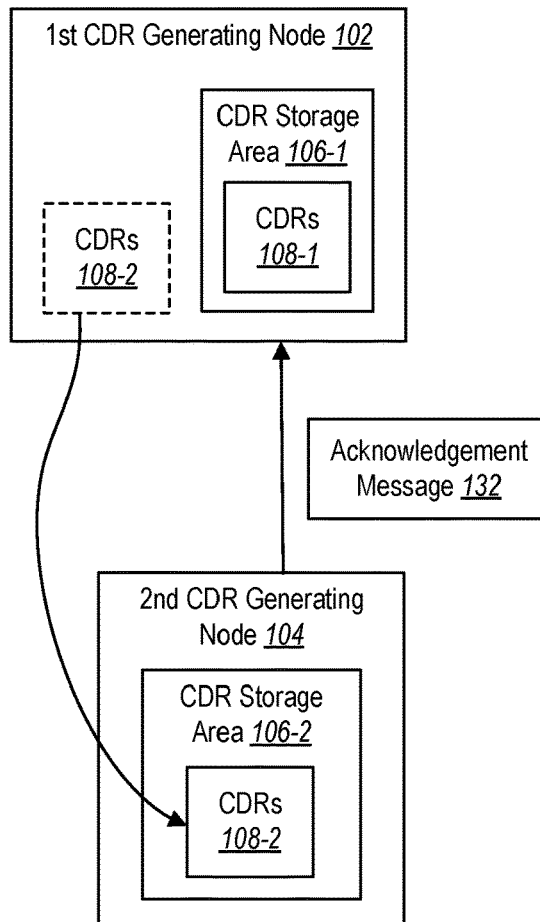 1st CDR Generating Node 102
CDR Storage
Area 106-1
CDRs
108-1
CDRs
108-2
Acknowledgement
Message 132
2nd CDR Generating
Node 104
CDR Storage
Area 106-2
CDRs
108-2